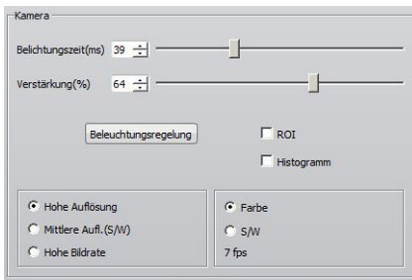 Kamera
Belichtungszeit(ms) 39
Verstärkung(%) 64
Beleuchtungsregelung
ROI
Histogramm
Hohe Auflösung
Mittlere Aufl.(S/W)
Hohe Bildrate
Farbe
S/W
7 fps